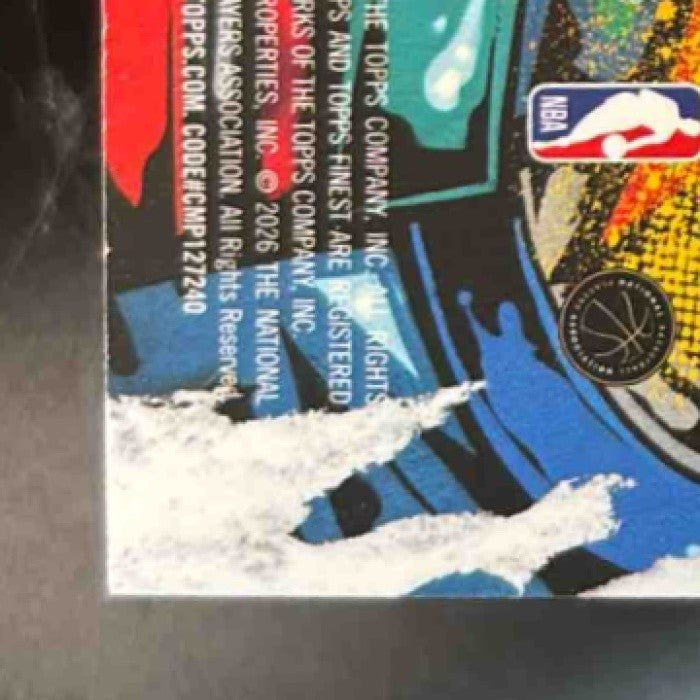 THE TOPPS COMPANY, INC. ALL RIGHTS
PS AND TOPPS FINEST ARE REGISTERED
RKS OF THE TOPPS COMPANY, INC.
ROPERTIES, INC. © 2026 THE NATIONAL
AYERS ASSOCIATION. All Rights Reserved.
TOPPS.COM. CODE#CMP127240
NBA